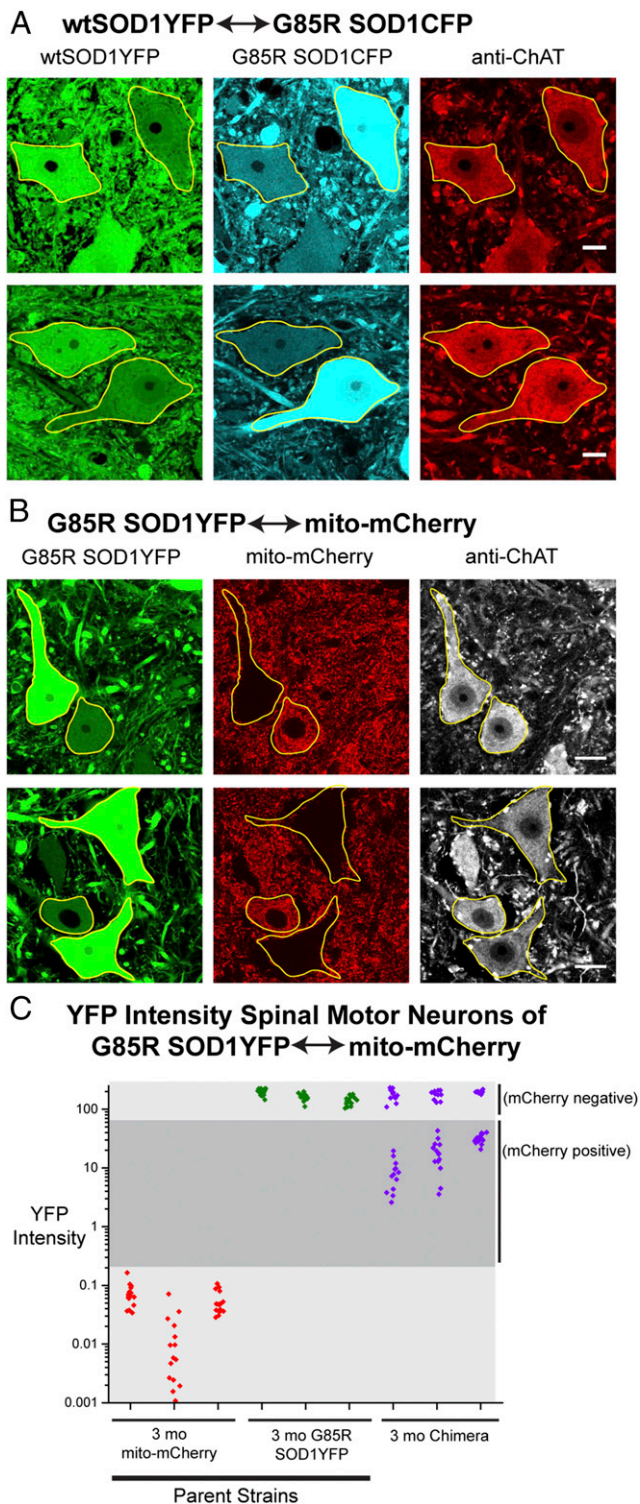 A
wtSOD1YFP↔G85R SOD1CFP
wtSOD1YFP G85R SOD1CFP anti-ChAT
B
G85R SOD1YFP↔mito-mCherry
G85R SOD1YFP mito-mCherry anti-ChAT
C
YFP Intensity Spinal Motor Neurons of
G85R SOD1YFP↔mito-mCherry
YFP
Intensity
100
10
1
0.1
0.01
0.001
(mCherry negative)
(mCherry positive)
3 mo
mito-mCherry
3 mo G85R
SOD1YFP
3 mo Chimera
Parent Strains